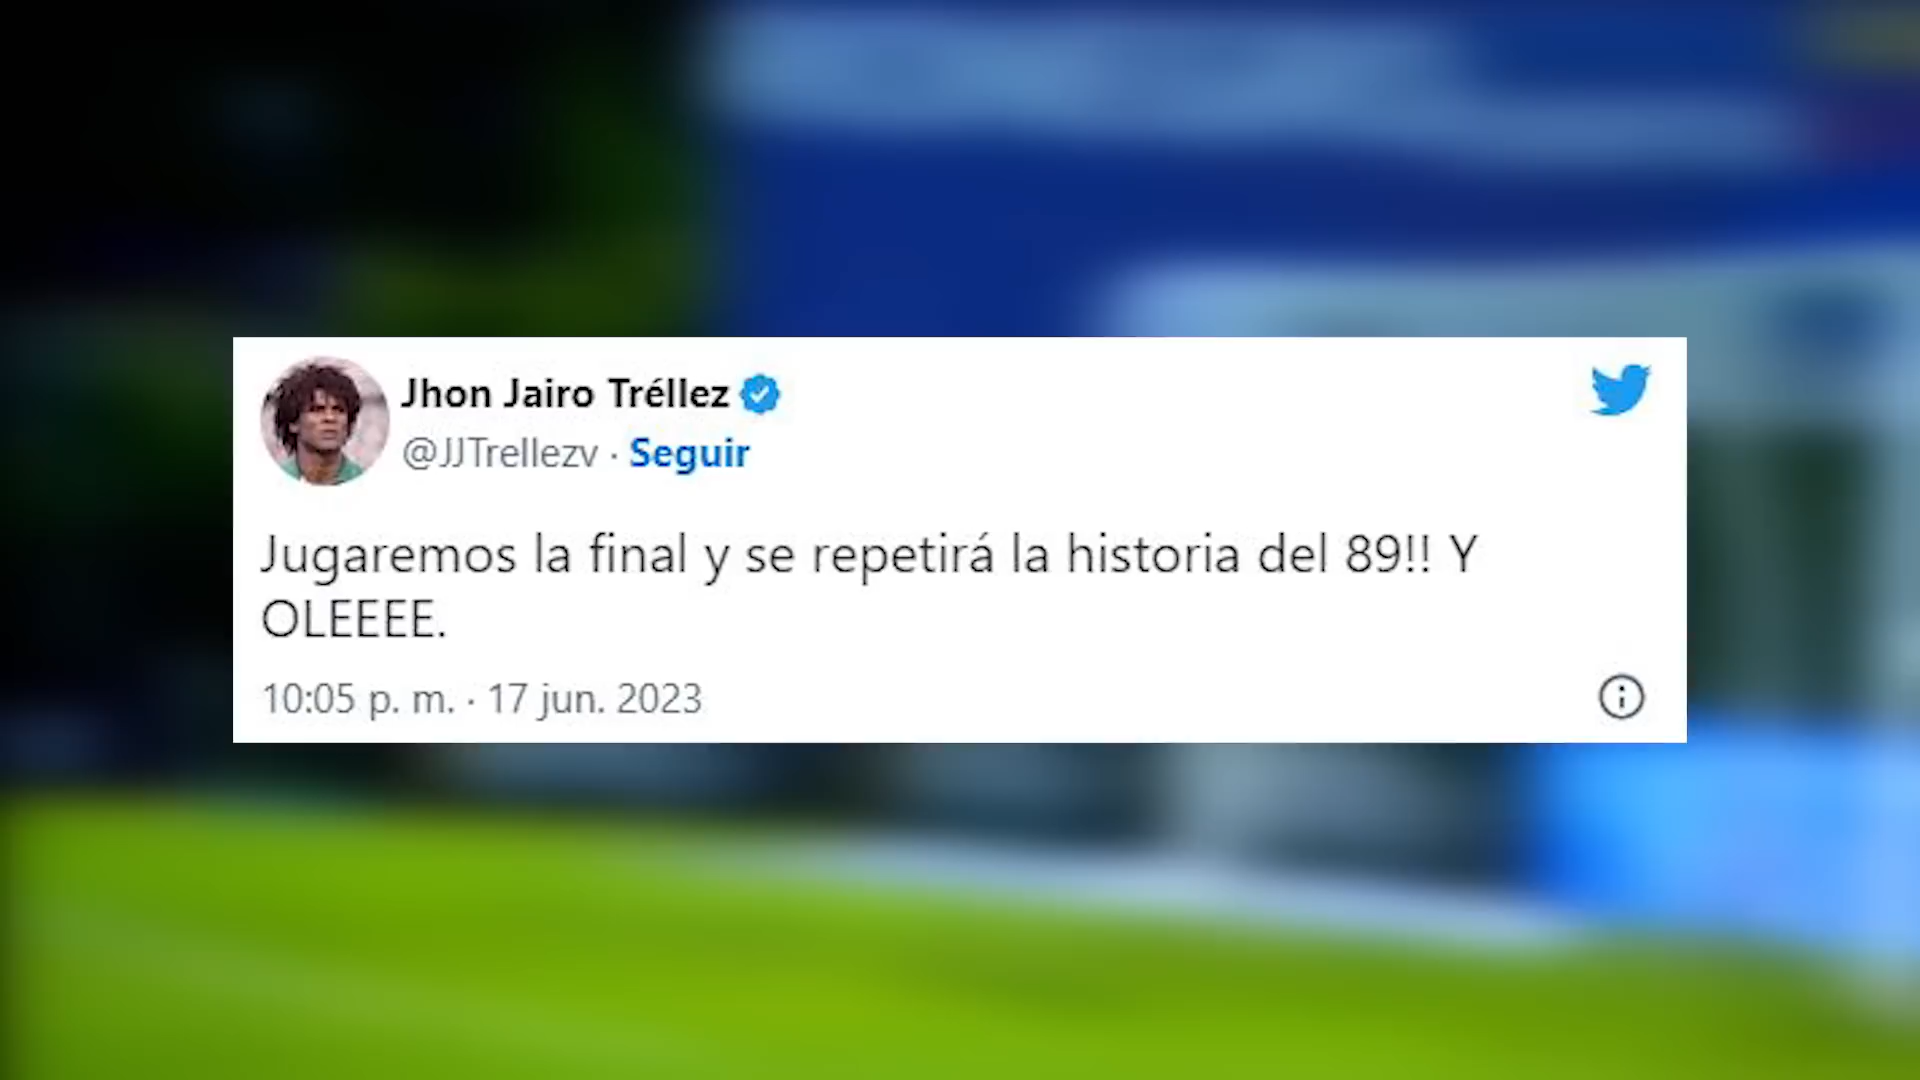 Jhon Jairo Tréllez
@JJTrellezv · Seguir
Jugaremos la final y se repetirá la historia del 89!! Y
OLEEEE.
10:05 p. m. · 17 jun. 2023